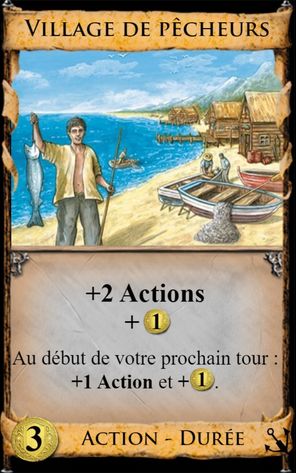 VILLAGE DE PÊCHEURS
+2 Actions
+ 1
Au début de votre prochain tour :
+1 Action et + 1.
3 ACTION - DURÉE